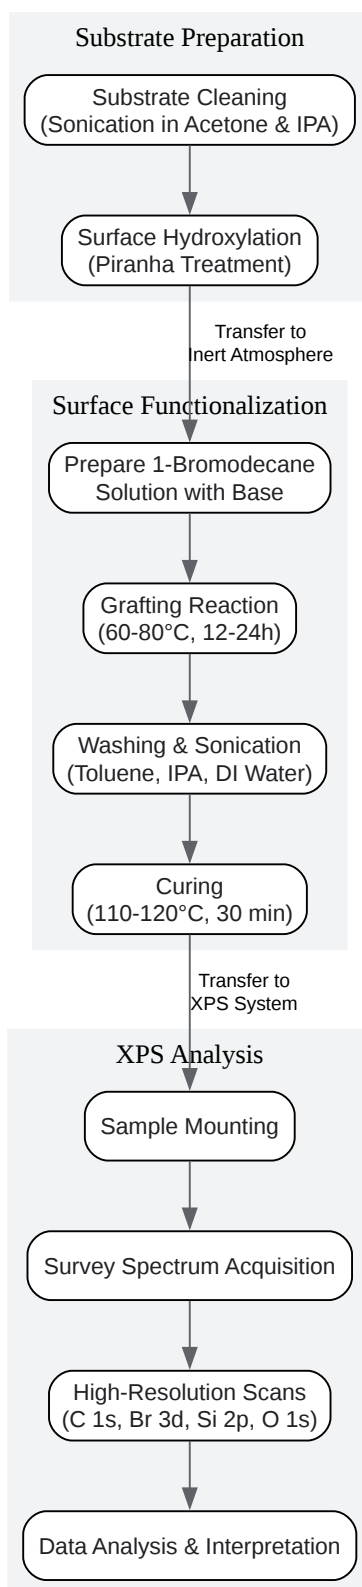 Substrate Preparation
Substrate Cleaning
(Sonication in Acetone & IPA)
Surface Hydroxylation
(Piranha Treatment)
Transfer to
Inert Atmosphere
Surface Functionalization
Prepare 1-Bromodecane
Solution with Base
Grafting Reaction
(60-80°C, 12-24h)
Washing & Sonication
(Toluene, IPA, DI Water)
Curing
(110-120°C, 30 min)
Transfer to
XPS System
XPS Analysis
Sample Mounting
Survey Spectrum Acquisition
High-Resolution Scans
(C 1s, Br 3d, Si 2p, O 1s)
Data Analysis & Interpretation